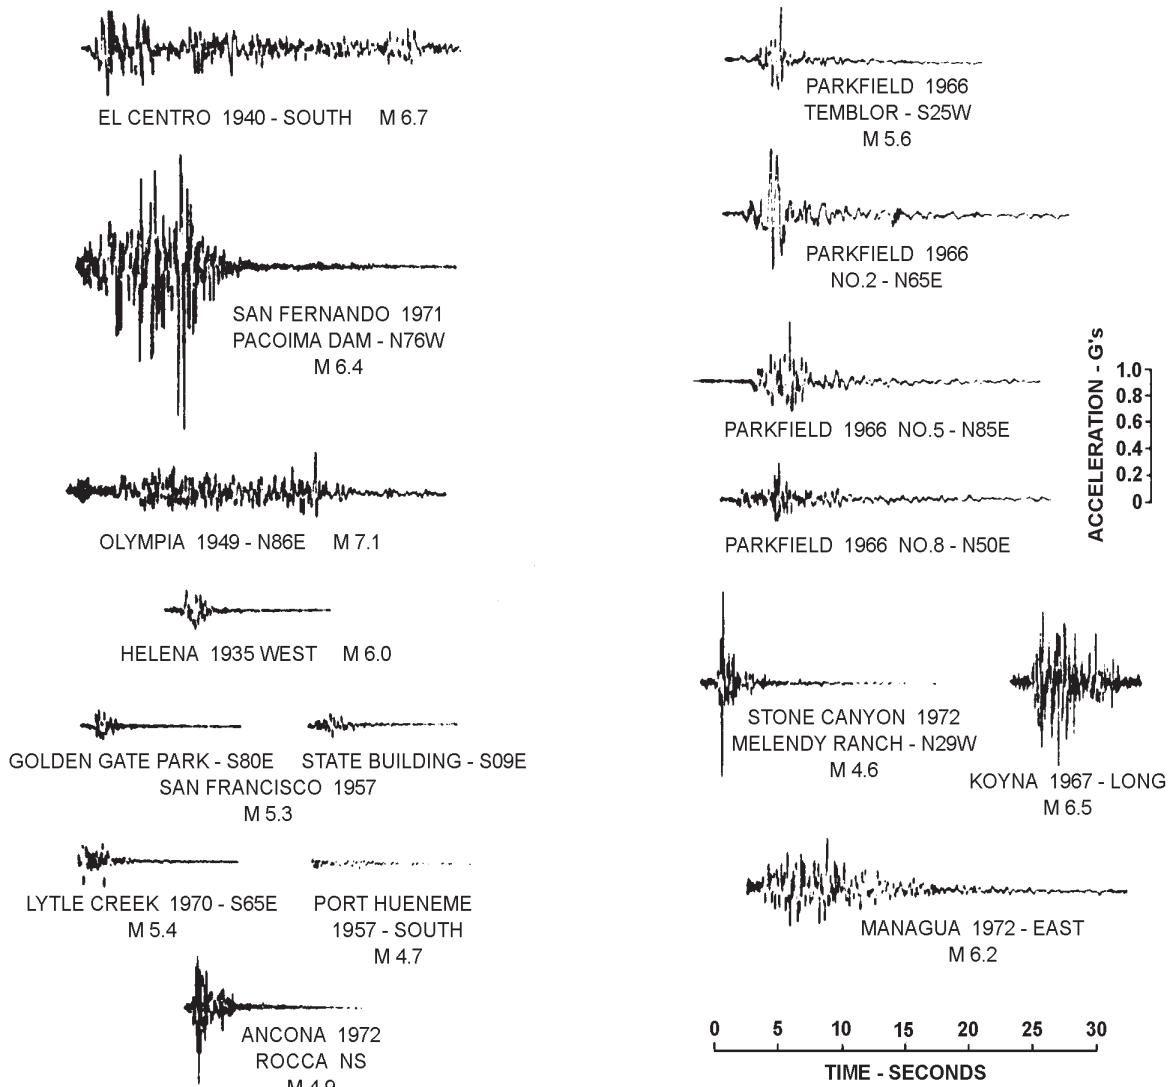 EL CENTRO 1940 - SOUTH M 6.7
SAN FERNANDO 1971
PACOIMA DAM - N76W
M 6.4
OLYMPIA 1949 - N86E M 7.1
HELENA 1935 WEST M 6.0
GOLDEN GATE PARK - S80E STATE BUILDING - S09E
SAN FRANCISCO 1957
M 5.3
LYTLE CREEK 1970 - S65E
M 5.4
PORT HUENEME
1957 - SOUTH
M 4.7
ANCONA 1972
ROCCA NS
M 4.9
PARKFIELD 1966
TEMBLOR - S25W
M 5.6
PARKFIELD 1966
NO.2 - N65E
PARKFIELD 1966 NO.5 - N85E
PARKFIELD 1966 NO.8 - N50E
ACCELERATION - G's
1.0
0.8
0.6
0.4
0.2
0
STONE CANYON 1972
MELENDY RANCH - N29W
M 4.6
KOYNA 1967 - LONG
M 6.5
MANAGUA 1972 - EAST
M 6.2
0 5 10 15 20 25 30
TIME - SECONDS